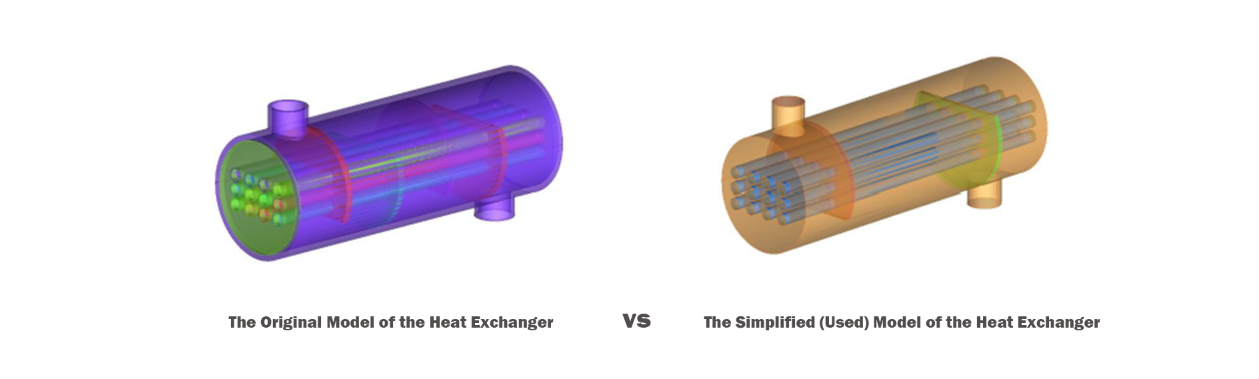 The Original Model of the Heat Exchanger VS The Simplified (Used) Model of the Heat Exchanger